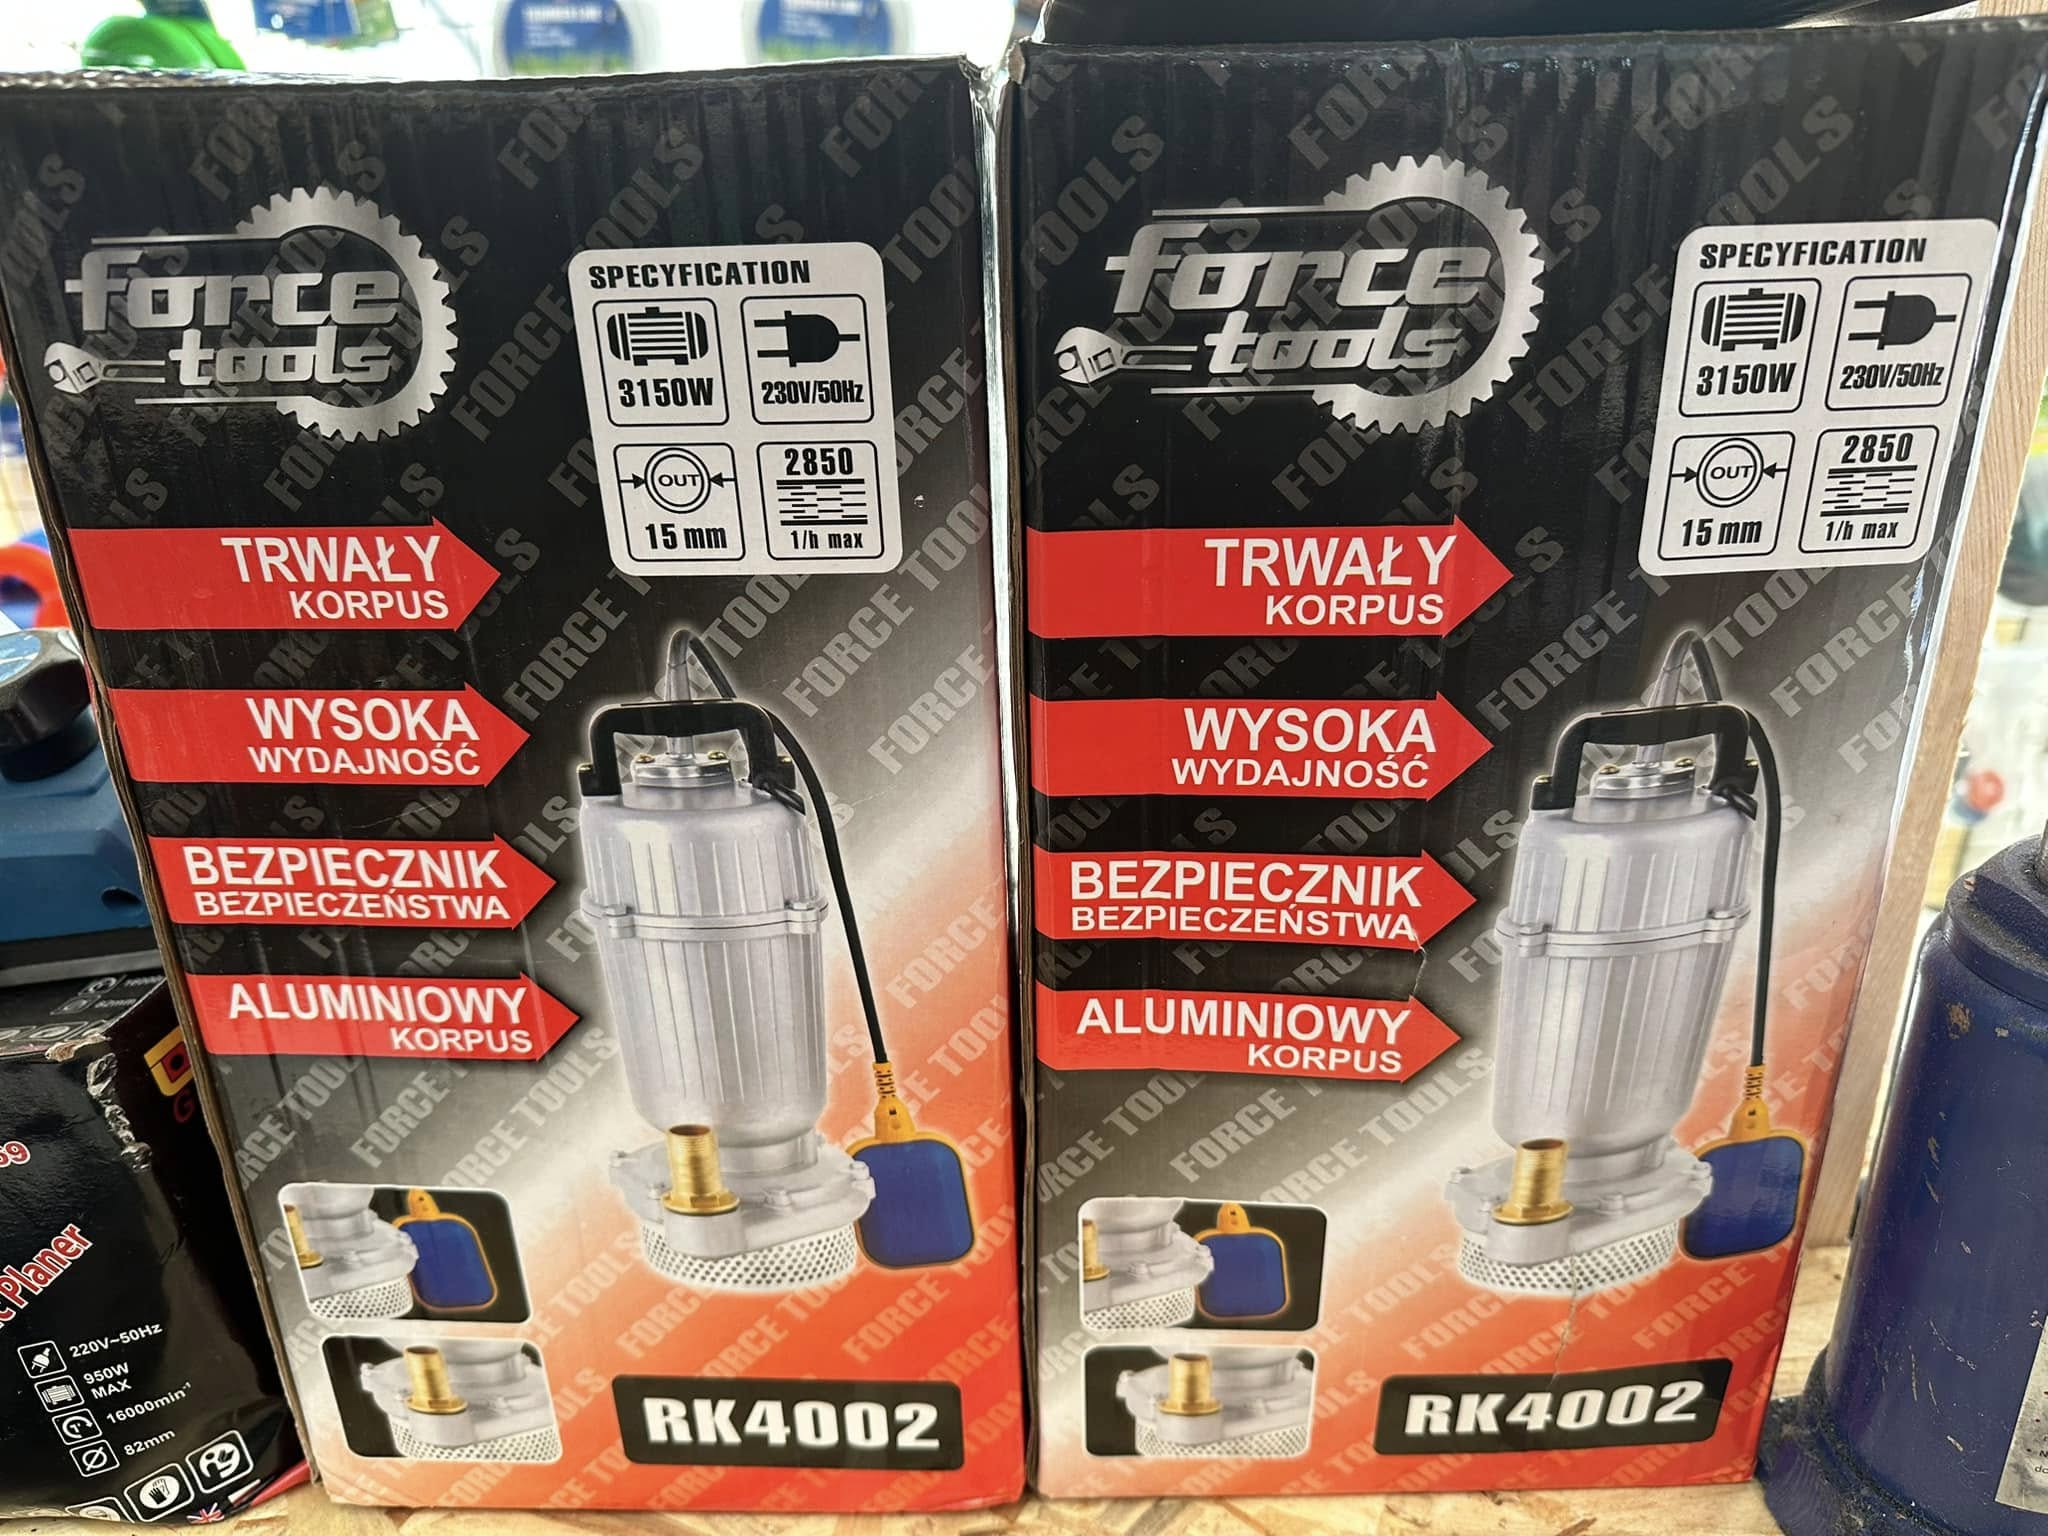 force
tools
SPECYFICATION
3150W
230V/50Hz
OUT
15 mm
2850
1/h max
TRWAŁY
KORPUS
WYSOKA
WYDAJNOŚĆ
BEZPIECZNIK
BEZPIECZEŃSTWA
ALUMINIOWY
KORPUS
RK4002
force
tools
SPECYFICATION
3150W
230V/50Hz
OUT
15 mm
2850
1/h max
TRWAŁY
KORPUS
WYSOKA
WYDAJNOŚĆ
BEZPIECZNIK
BEZPIECZEŃSTWA
ALUMINIOWY
KORPUS
RK4002
Planer
220V~50Hz
950W
MAX
16000min⁻¹
82mm